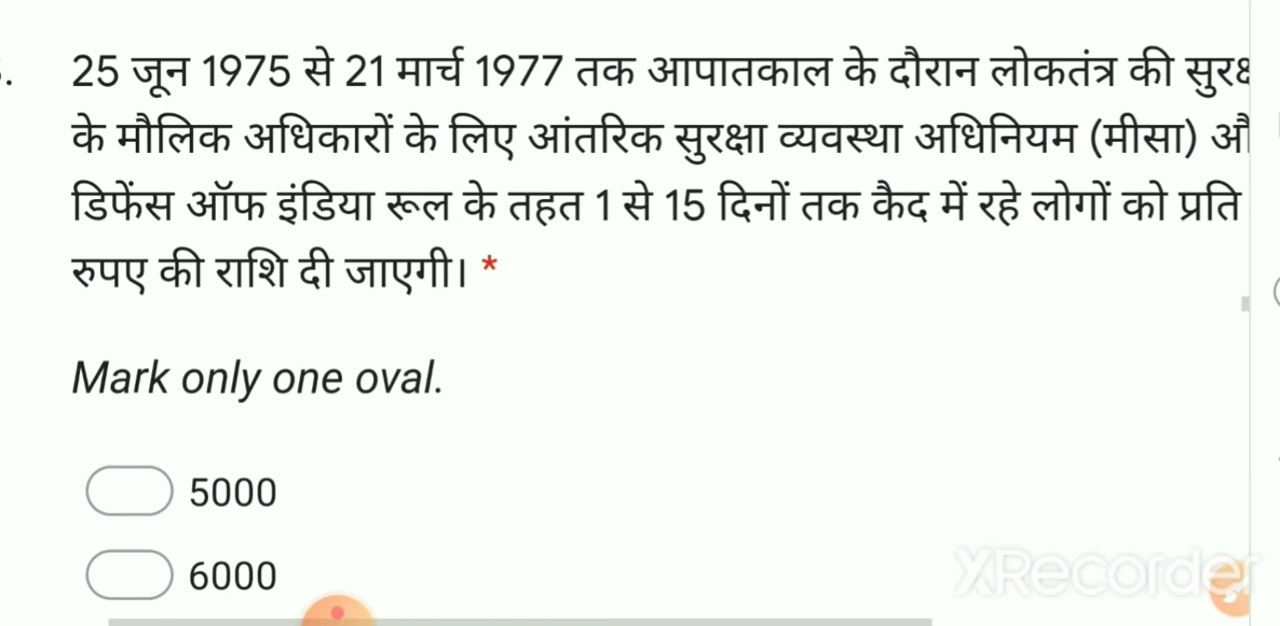 25 जून 1975 से 21 मार्च 1977 तक आपातकाल के दौरान लोकतंत्र की
के मौलिक अधिकारों के लिए आंतरिक सुरक्षा व्यवस्था अधिनियम (मीसा)
डिफेंस ऑफ इंडिया रूल के तहत 1 से 15 दिनों तक कैद में रहे लोगों को प्रति
रुपए की राशि दी जाएगी। *
Mark only one oval.
5000
6000
XRecorder